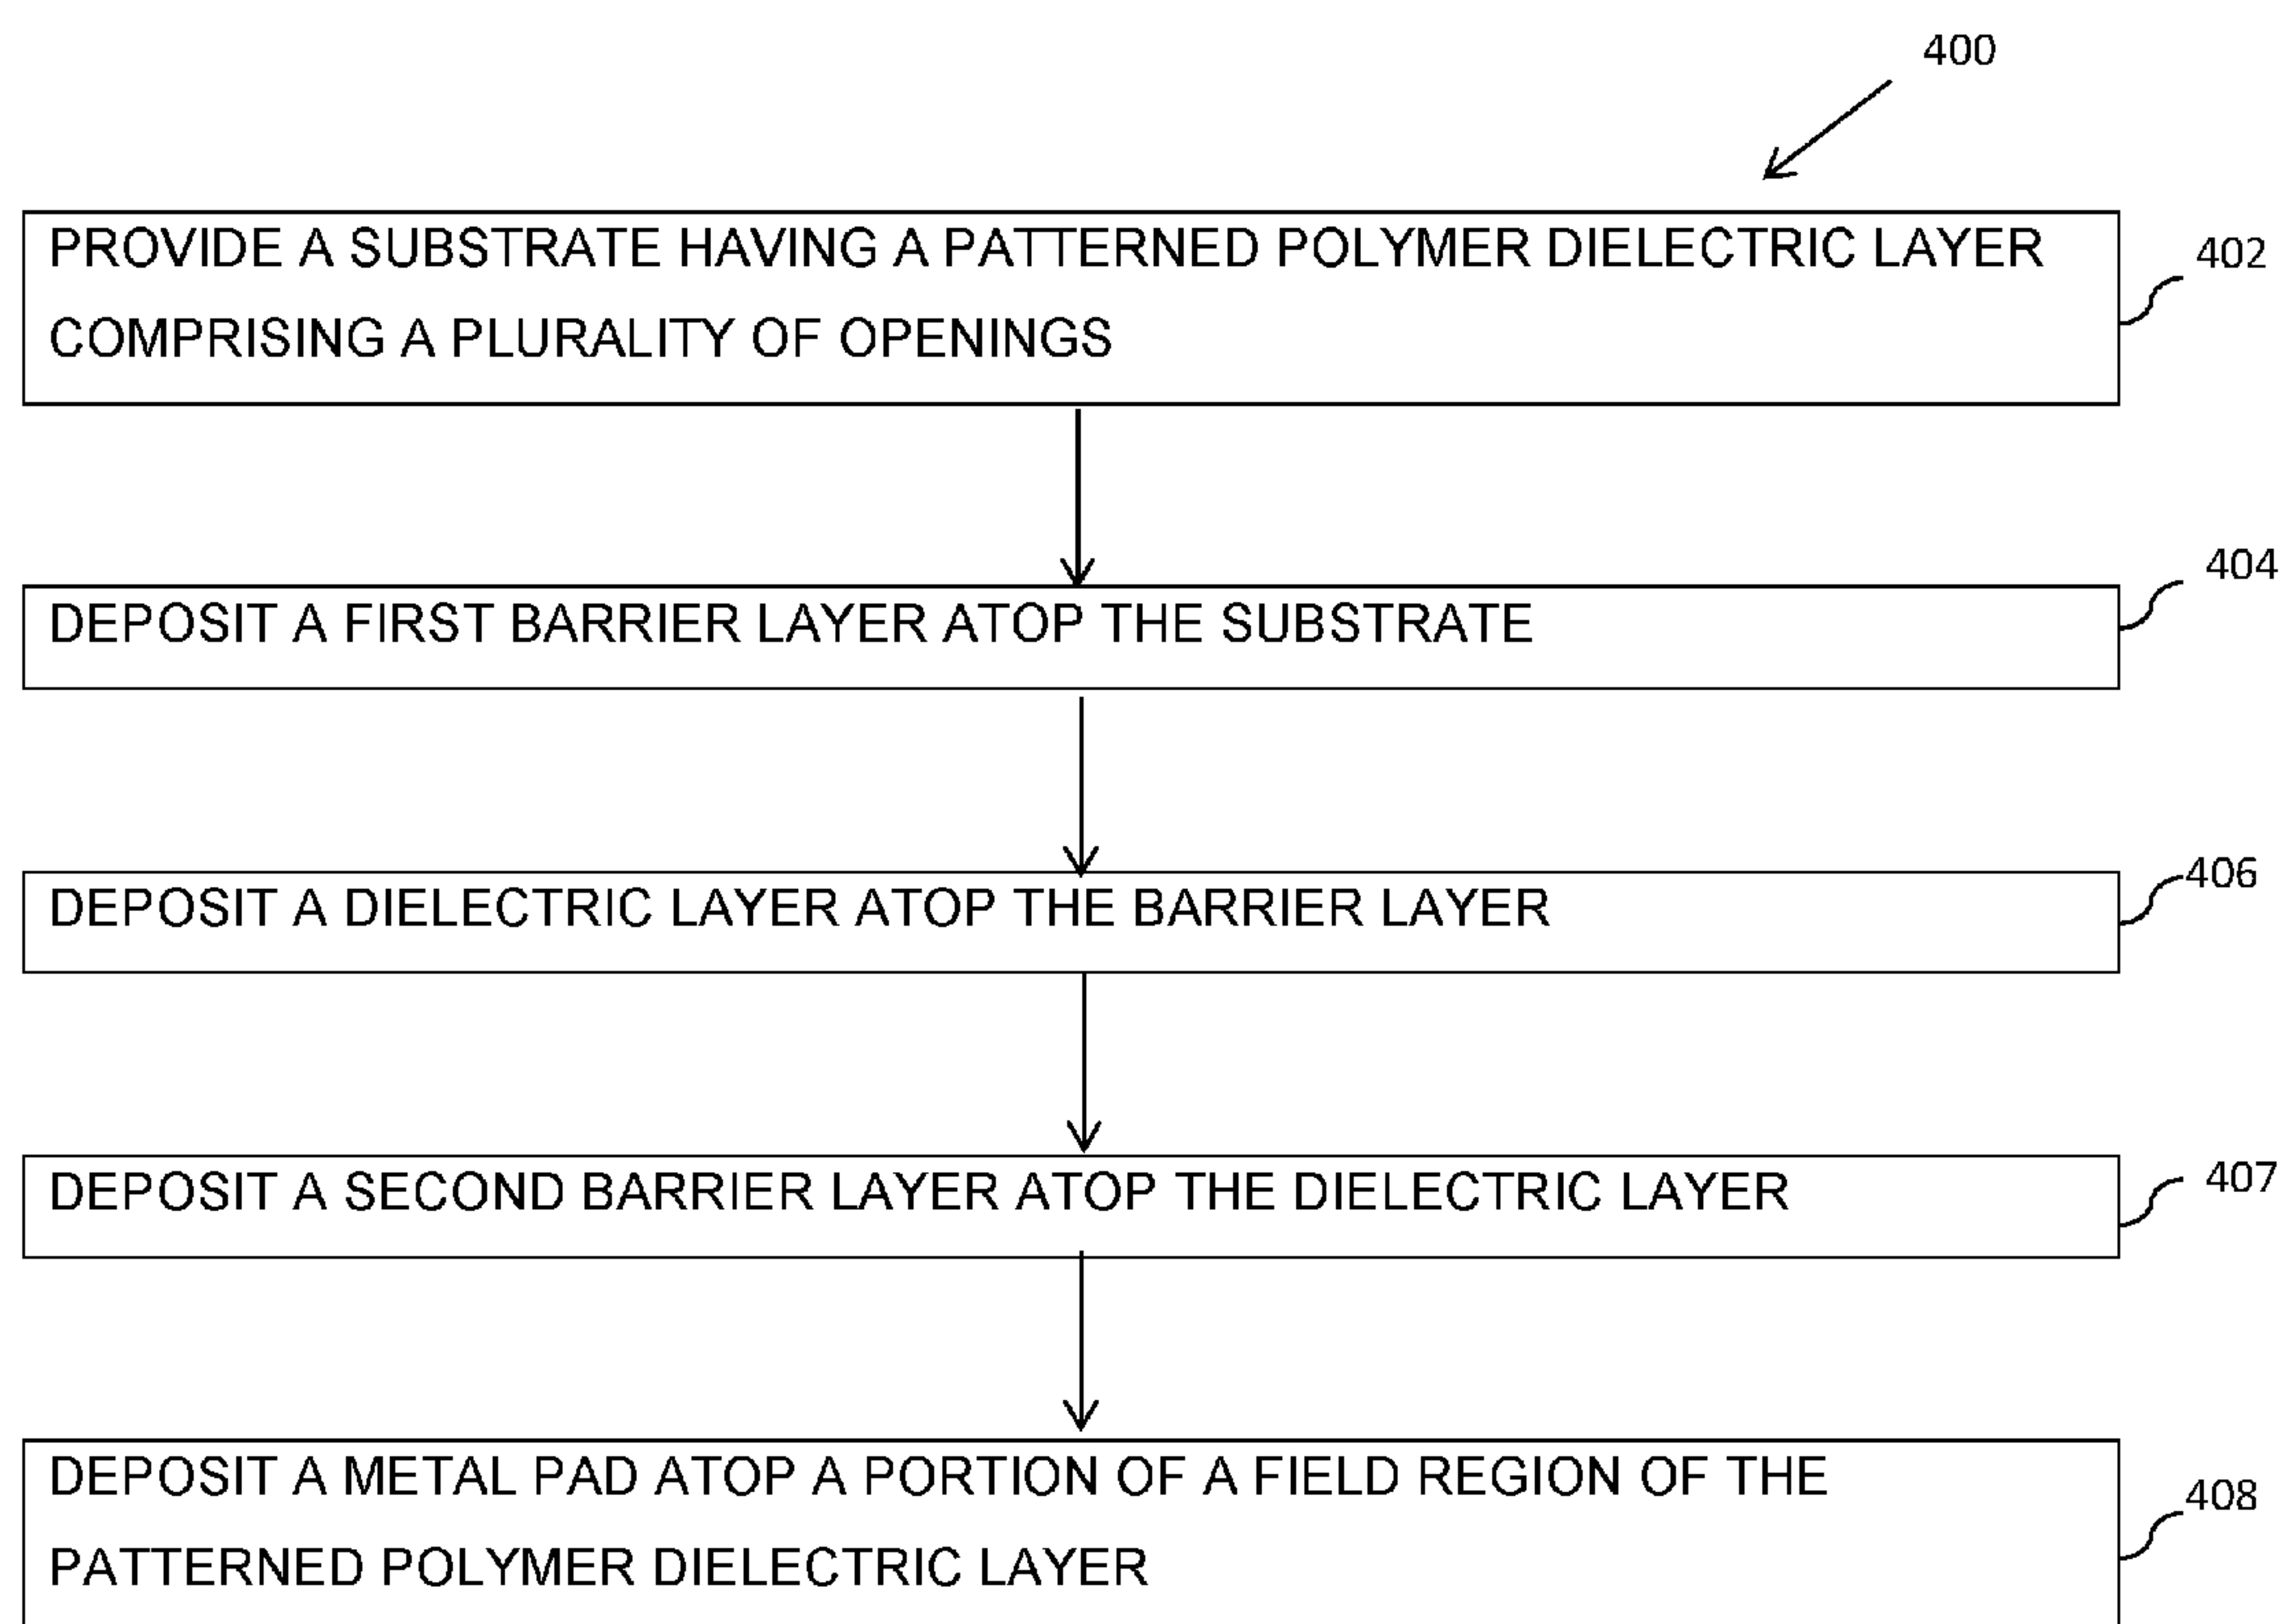 400
PROVIDE A SUBSTRATE HAVING A PATTERNED POLYMER DIELECTRIC LAYER
COMPRISING A PLURALITY OF OPENINGS
402
DEPOSIT A FIRST BARRIER LAYER ATOP THE SUBSTRATE
404
DEPOSIT A DIELECTRIC LAYER ATOP THE BARRIER LAYER
406
DEPOSIT A SECOND BARRIER LAYER ATOP THE DIELECTRIC LAYER
407
DEPOSIT A METAL PAD ATOP A PORTION OF A FIELD REGION OF THE
PATTERNED POLYMER DIELECTRIC LAYER
408